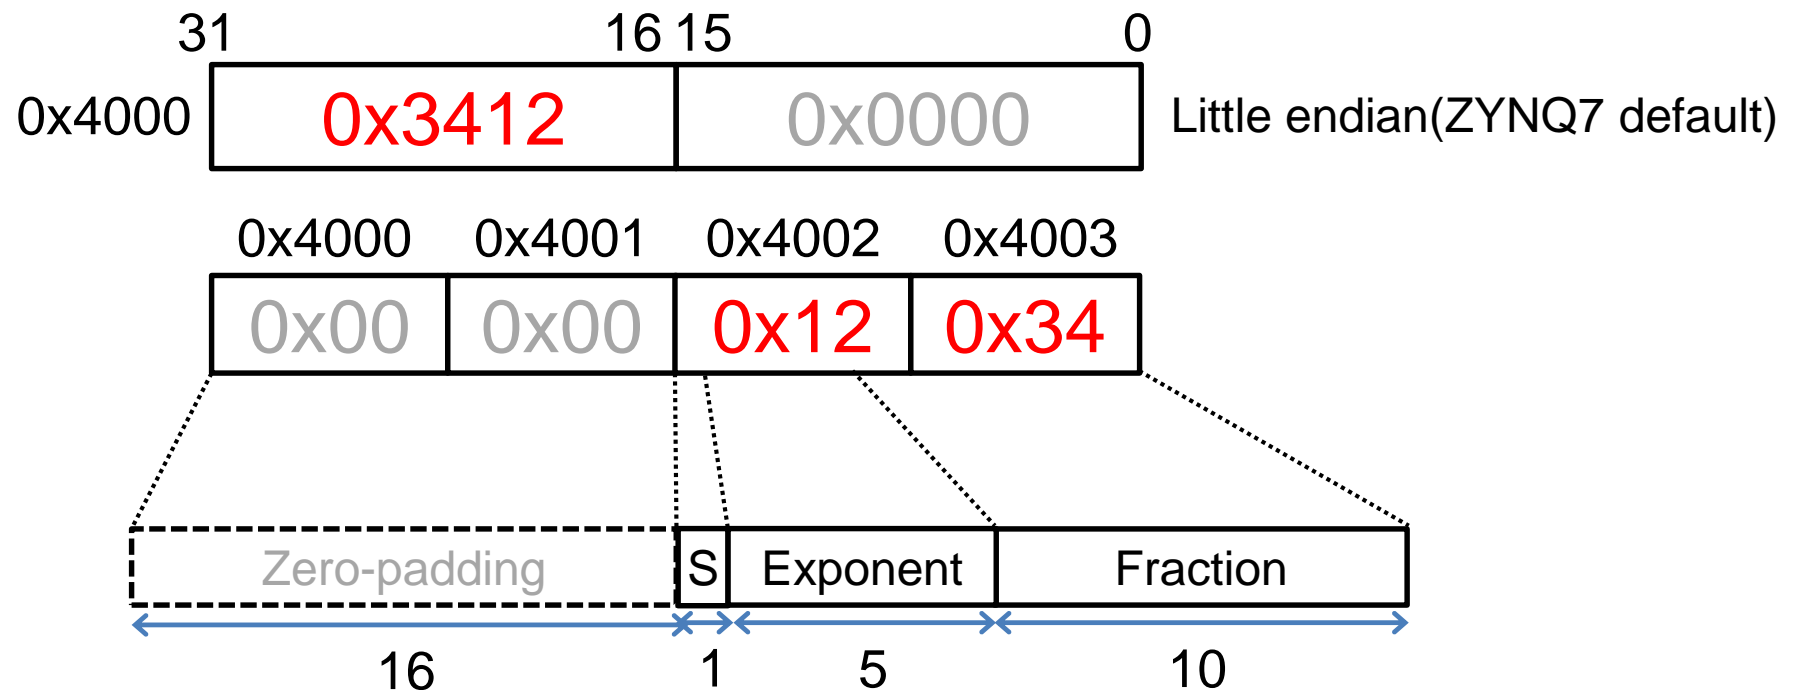 31 16 15 0
0x4000 0x3412 0x0000 Little endian(ZYNQ7 default)
0x4000 0x4001 0x4002 0x4003
0x00 0x00 0x12 0x34
Zero-padding S Exponent Fraction
16 1 5 10